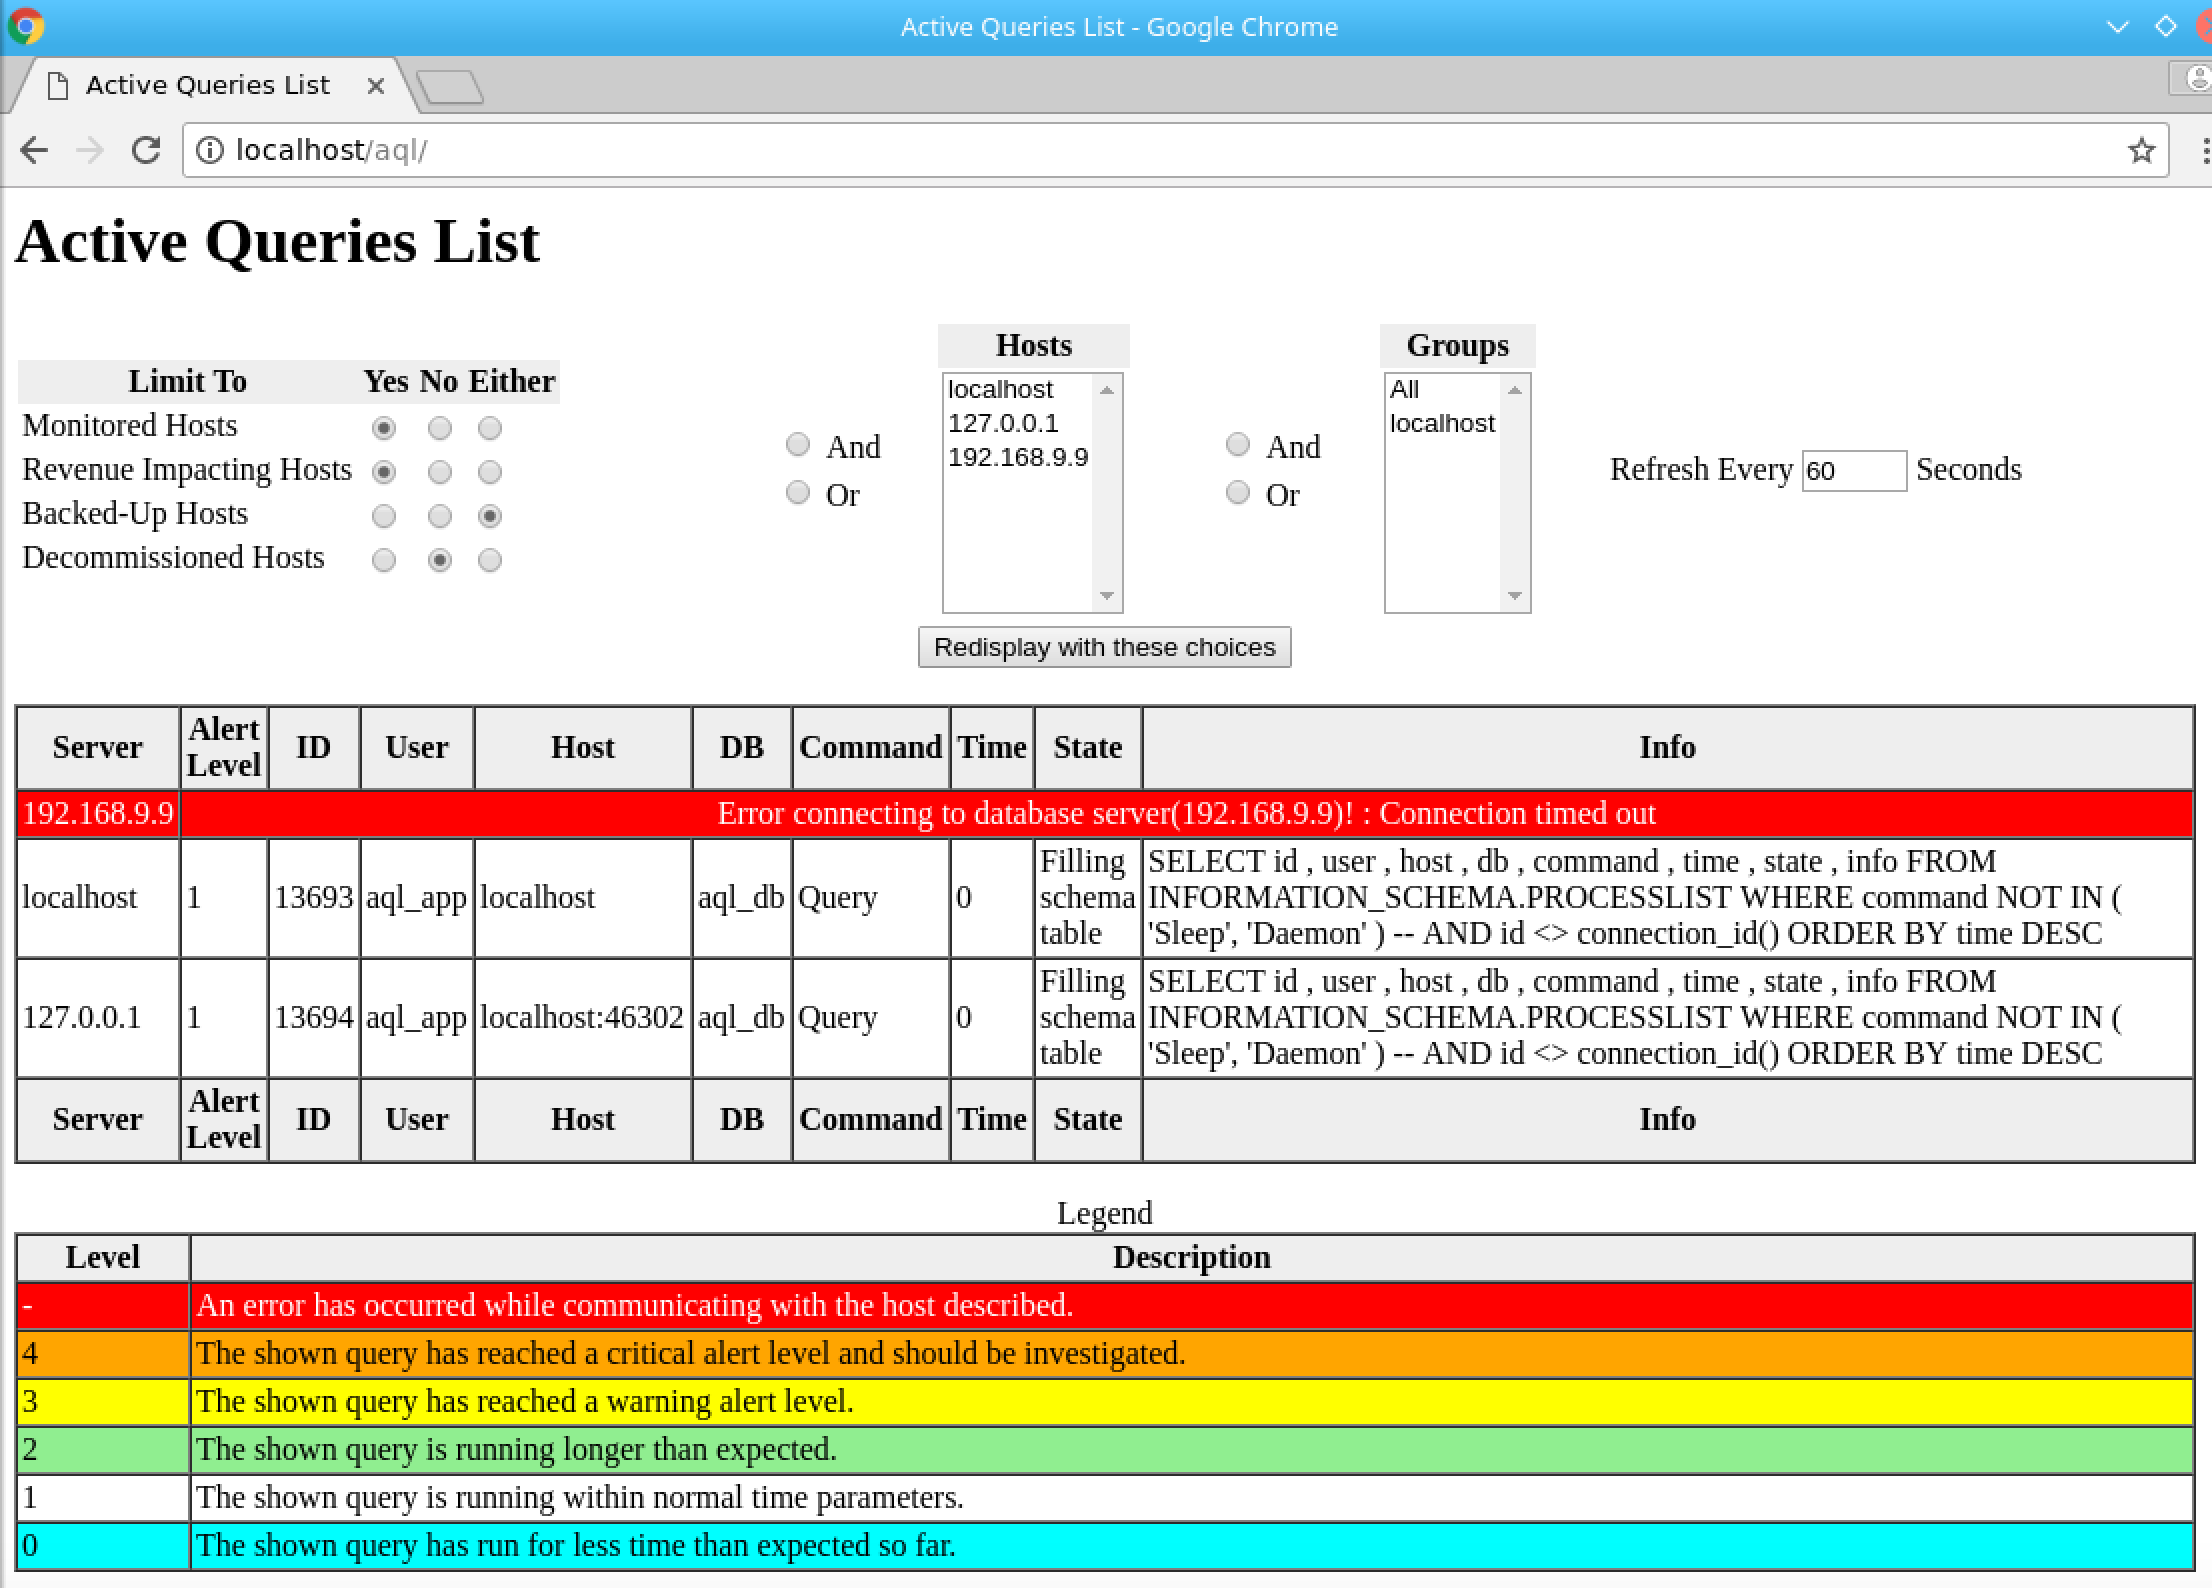 Active Queries List - Google Chrome
Active Queries List
localhost/aql/
Active Queries List
Limit To Yes No Either
Monitored Hosts
Revenue Impacting Hosts
Backed-Up Hosts
Decommissioned Hosts
And
Or
Hosts
localhost
127.0.0.1
192.168.9.9
And
Or
Groups
All
localhost
Refresh Every 60 Seconds
Redisplay with these choices
Server Alert Level ID User Host DB Command Time State Info
192.168.9.9 Error connecting to database server(192.168.9.9)! : Connection timed out
localhost 1 13693 aql_app localhost aql_db Query 0 Filling schema table SELECT id , user , host , db , command , time , state , info FROM
INFORMATION_SCHEMA.PROCESSLIST WHERE command NOT IN (
'Sleep', 'Daemon' ) -- AND id <> connection_id() ORDER BY time DESC
127.0.0.1 1 13694 aql_app localhost:46302 aql_db Query 0 Filling schema table SELECT id , user , host , db , command , time , state , info FROM
INFORMATION_SCHEMA.PROCESSLIST WHERE command NOT IN (
'Sleep', 'Daemon' ) -- AND id <> connection_id() ORDER BY time DESC
Server Alert Level ID User Host DB Command Time State Info
Legend
Level Description
- An error has occurred while communicating with the host described.
4 The shown query has reached a critical alert level and should be investigated.
3 The shown query has reached a warning alert level.
2 The shown query is running longer than expected.
1 The shown query is running within normal time parameters.
0 The shown query has run for less time than expected so far.